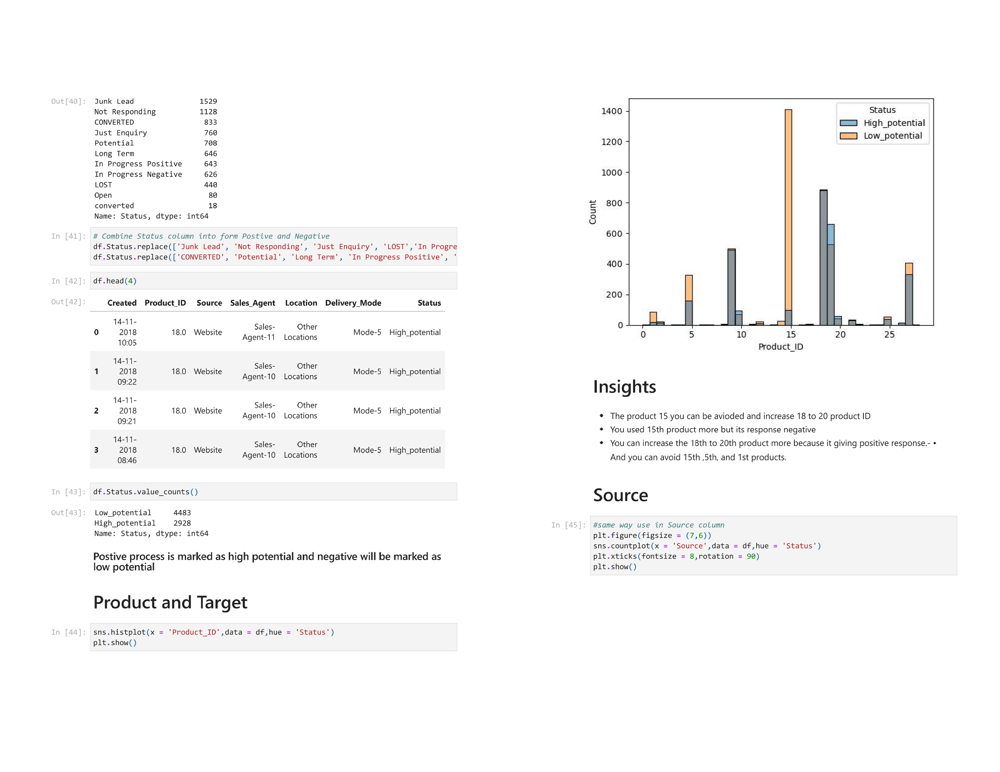 Out[40]: Junk Lead 1529
Not Responding 1128
CONVERTED 833
Just Enquiry 760
Potential 708
Long Term 646
In Progress Positive 643
In Progress Negative 626
LOST 440
Open 80
converted 18
Name: Status, dtype: int64
In [41]: # Combine Status column into form Postive and Negative
df.Status.replace(['Junk Lead', 'Not Responding', 'Just Enquiry', 'LOST','In Progre
df.Status.replace(['CONVERTED', 'Potential', 'Long Term', 'In Progress Positive', '
In [42]: df.head(4)
Out[42]: Created Product_ID Source Sales_Agent Location Delivery_Mode Status
0 14-11-2018 10:05 18.0 Website Sales-Agent-11 Other Locations Mode-5 High_potential
1 14-11-2018 09:22 18.0 Website Sales-Agent-10 Other Locations Mode-5 High_potential
2 14-11-2018 09:21 18.0 Website Sales-Agent-10 Other Locations Mode-5 High_potential
3 14-11-2018 08:46 18.0 Website Sales-Agent-10 Other Locations Mode-5 High_potential
In [43]: df.Status.value_counts()
Out[43]: Low_potential 4483
High_potential 2928
Name: Status, dtype: int64
Postive process is marked as high potential and negative will be marked as
low potential
Product and Target
In [44]: sns.histplot(x = 'Product_ID',data = df,hue = 'Status')
plt.show()
Status
High_potential
Low_potential
1400
1200
1000
800
600
400
200
0
Count
0 5 10 15 20 25
Product_ID
Insights
• The product 15 you can be avioded and increase 18 to 20 product ID
• You used 15th product more but its response negative
• You can increase the 18th to 20th product more because it giving positive response.- •
And you can avoid 15th ,5th, and 1st products.
Source
In [45]: #same way use in Source column
plt.figure(figsize = (7,6))
sns.countplot(x = 'Source',data = df,hue = 'Status')
plt.xticks(fontsize = 8,rotation = 90)
plt.show()